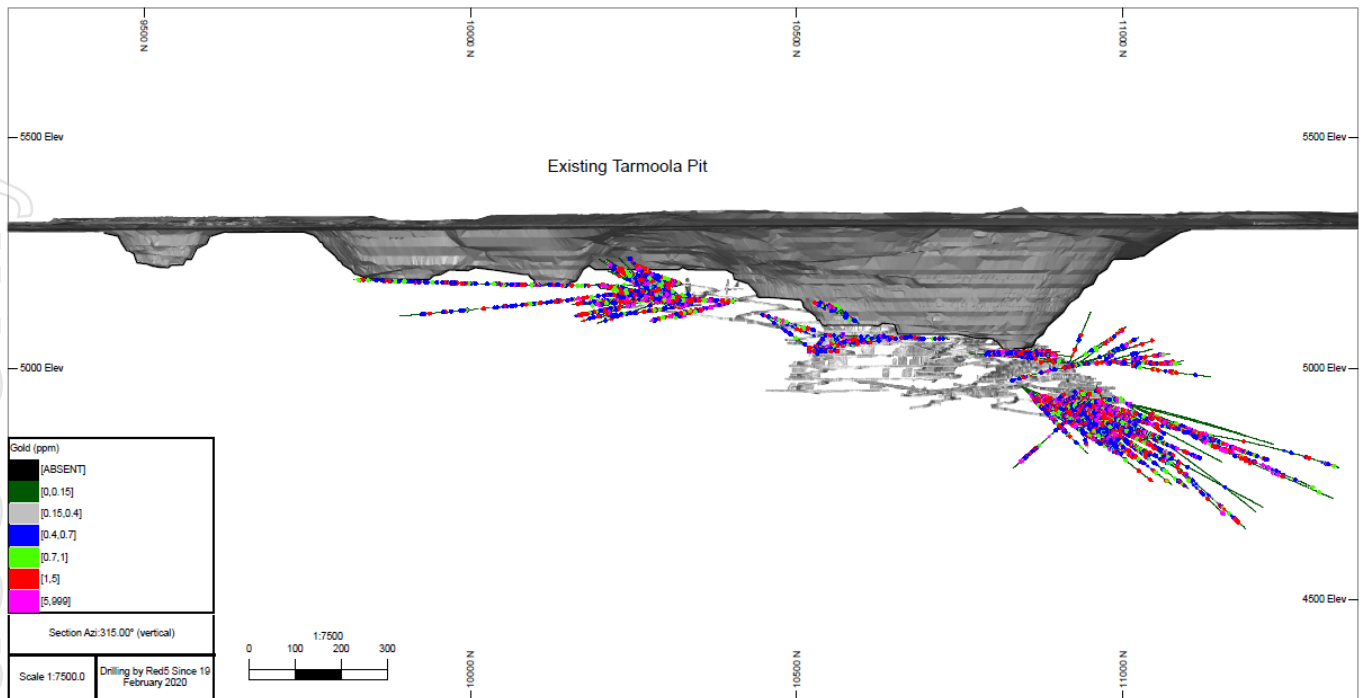 9500 N
10000 N
10500 N
11000 N
5500 Elev
5500 Elev
Existing Tarmoola Pit
5000 Elev
5000 Elev
Gold (ppm)
[ABSENT]
[0,0.15]
[0.15,0.4]
[0.4,0.7]
[0.7,1]
[1,5]
[5,999]
4500 Elev
4500 Elev
Section Azi:315.00° (vertical)
Scale 1:7500.0
Drilling by Red5 Since 19
February 2020
1:7500
0 100 200 300
10000 N
10500 N
11000 N